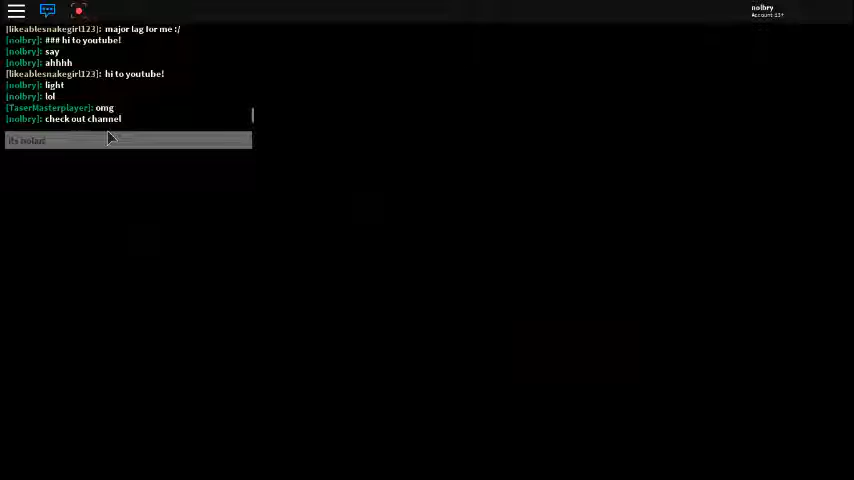 nolbry
Account 13+
[likeablesnakegirl123]: major lag for me :/
[nolbry]: ### hi to youtube!
[nolbry]: say
[nolbry]: ahhhh
[likeablesnakegirl123]: hi to youtube!
[nolbry]: light
[nolbry]: lol
[TaserMasterplayer]: omg
[nolbry]: check out channel
its